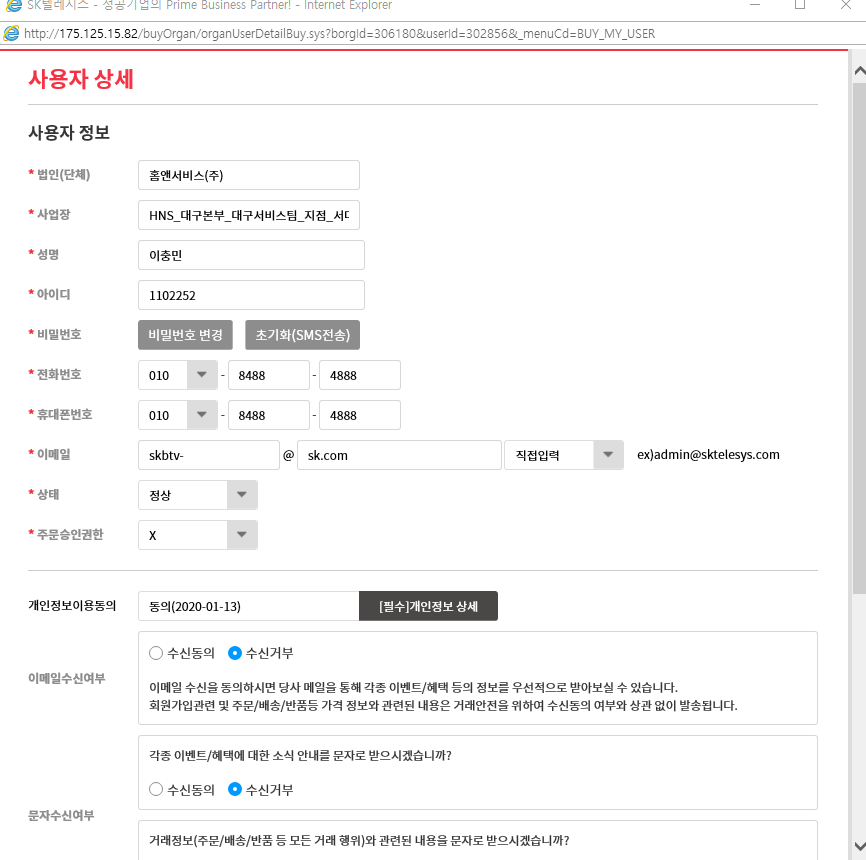 SK텔레시스 - 성공기업의 Prime Business Partner! - Internet Explorer
http://175.125.15.82/buyOrgan/organUserDetailBuy.sys?borgId=306180&userId=302856&_menuCd=BUY_MY_USER
사용자 상세
사용자 정보
* 법인(단체) 홈앤서비스(주)
* 사업장 HNS_대구본부_대구서비스팀_지점_서대
* 성명 이충민
* 아이디 1102252
* 비밀번호 비밀번호 변경 초기화(SMS전송)
* 전화번호 010 - 8488 - 4888
* 휴대폰번호 010 - 8488 - 4888
* 이메일 skbtv- @ sk.com 직접입력 ex)admin@sktelesys.com
* 상태 정상
* 주문승인권한 X
개인정보이용동의 동의(2020-01-13) [필수]개인정보 상세
수신동의 수신거부
이메일수신여부
이메일 수신을 동의하시면 당사 메일을 통해 각종 이벤트/혜택 등의 정보를 우선적으로 받아보실 수 있습니다.
회원가입관련 및 주문/배송/반품등 가격 정보와 관련된 내용은 거래안전을 위하여 수신동의 여부와 상관 없이 발송됩니다.
각종 이벤트/혜택에 대한 소식 안내를 문자로 받으시겠습니까?
수신동의 수신거부
문자수신여부
거래정보(주문/배송/반품 등 모든 거래 행위)와 관련된 내용을 문자로 받으시겠습니까?